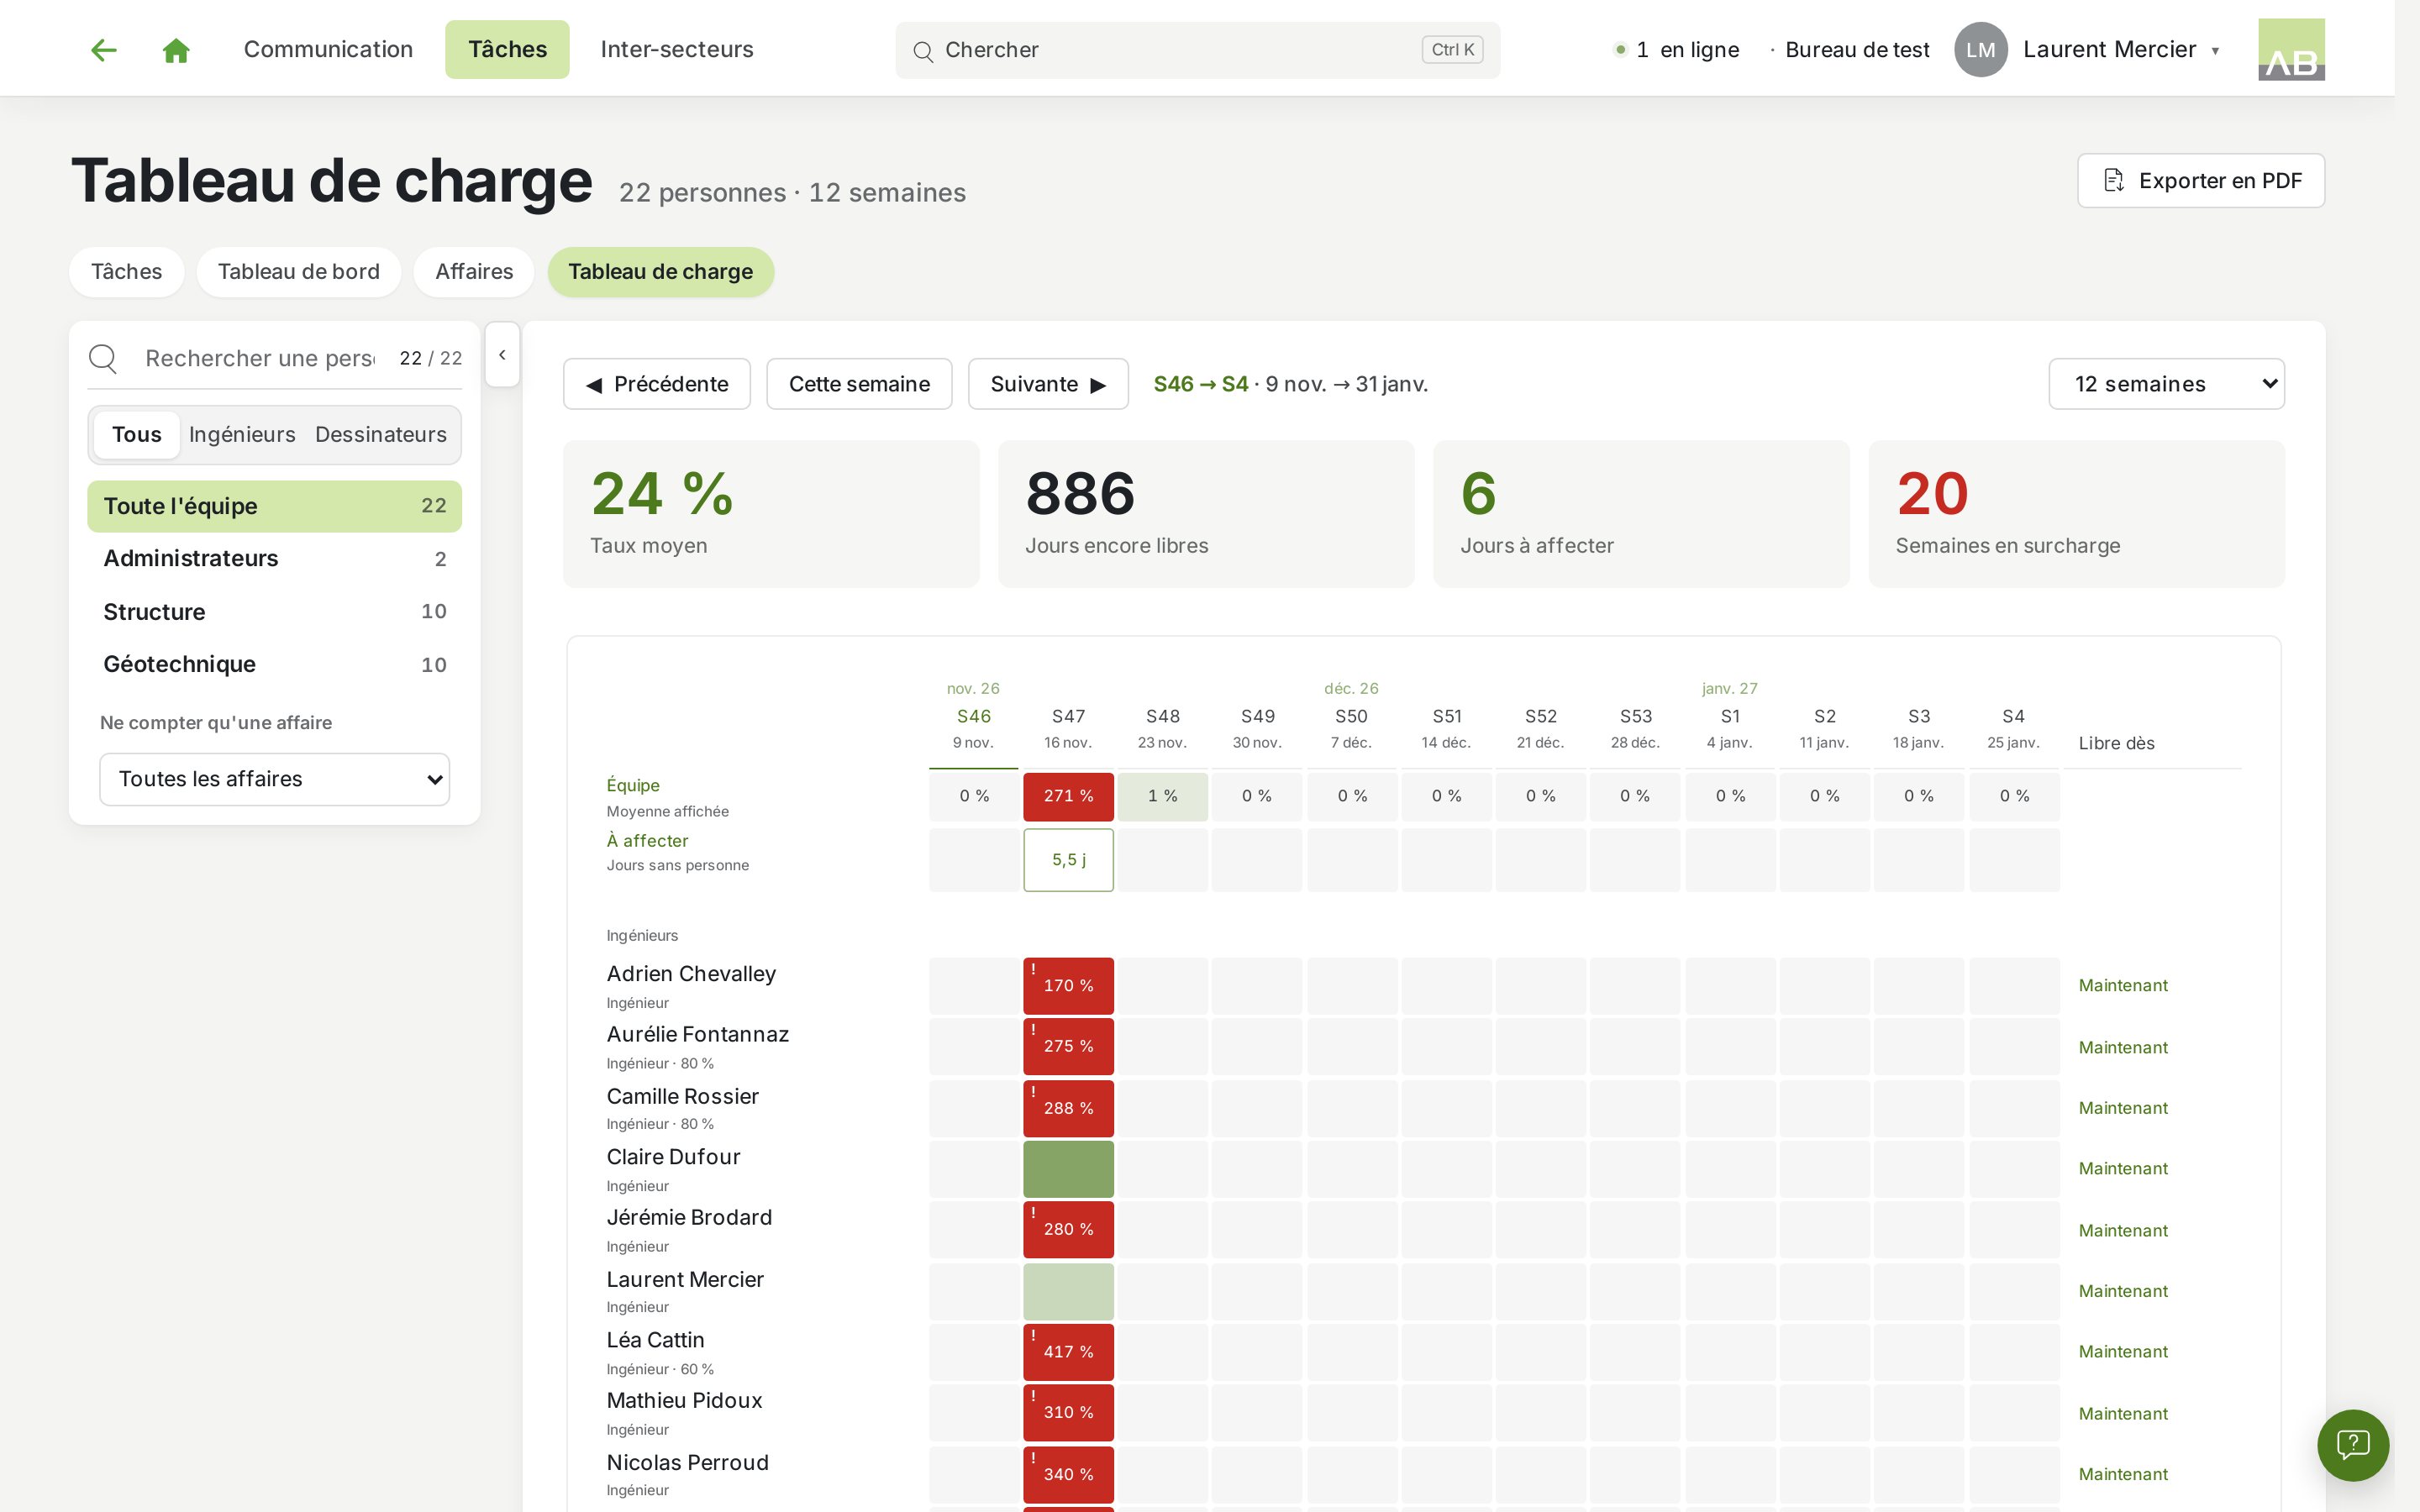 Communication
Tâches
Inter-secteurs
Chercher
Ctrl K
1 en ligne
· Bureau de test
LM
Laurent Mercier ▾
AB
Tableau de charge
22 personnes · 12 semaines
Exporter en PDF
Tâches
Tableau de bord
Affaires
Tableau de charge
22 / 22
Tous
Ingénieurs
Dessinateurs
Toute l'équipe 22
Administrateurs 2
Structure 10
Géotechnique 10
Ne compter qu'une affaire
Toutes les affaires
◀ Précédente
Cette semaine
Suivante ▶
S46 → S4 · 9 nov. → 31 janv.
12 semaines
24 %
Taux moyen
886
Jours encore libres
6
Jours à affecter
20
Semaines en surcharge
nov. 26 déc. 26 janv. 27
S46 S47 S48 S49 S50 S51 S52 S53 S1 S2 S3 S4
9 nov. 16 nov. 23 nov. 30 nov. 7 déc. 14 déc. 21 déc. 28 déc. 4 janv. 11 janv. 18 janv. 25 janv. Libre dès
Équipe
Moyenne affichée
0 % 271 % 1 % 0 % 0 % 0 % 0 % 0 % 0 % 0 % 0 % 0 %
À affecter
Jours sans personne
5,5 j
Ingénieurs
Adrien Chevalley
Ingénieur
! 170 % Maintenant
Aurélie Fontannaz
Ingénieur · 80 %
! 275 % Maintenant
Camille Rossier
Ingénieur · 80 %
! 288 % Maintenant
Claire Dufour
Ingénieur
Maintenant
Jérémie Brodard
Ingénieur
! 280 % Maintenant
Laurent Mercier
Ingénieur
Maintenant
Léa Cattin
Ingénieur · 60 %
! 417 % Maintenant
Mathieu Pidoux
Ingénieur
! 310 % Maintenant
Nicolas Perroud
Ingénieur
! 340 % Maintenant
Rechercher une